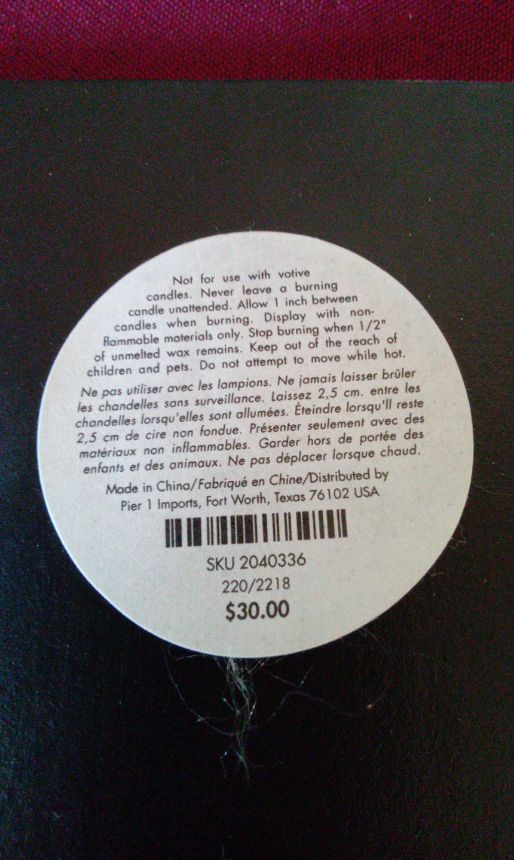 Not for use with votive
candles. Never leave a burning
candle unattended. Allow 1 inch between
candles when burning. Display with non-
flammable materials only. Stop burning when 1/2"
of unmelted wax remains. Keep out of the reach of
children and pets. Do not attempt to move while hot.
Ne pas utiliser avec les lampions. Ne jamais laisser brûler
les chandelles sans surveillance. Laissez 2,5 cm. entre les
chandelles lorsqu'elles sont allumées. Éteindre lorsqu'll reste
2,5 cm de cire non fondue. Présenter seulement avec des
matériaux non inflammables. Garder hors de portée des
enfants et des animaux. Ne pas déplacer lorsque chaud.
Made in China/Fabriqué en Chine/Distributed by
Pier 1 Imports, Fort Worth, Texas 76102 USA
SKU 2040336
220/2218
$30.00